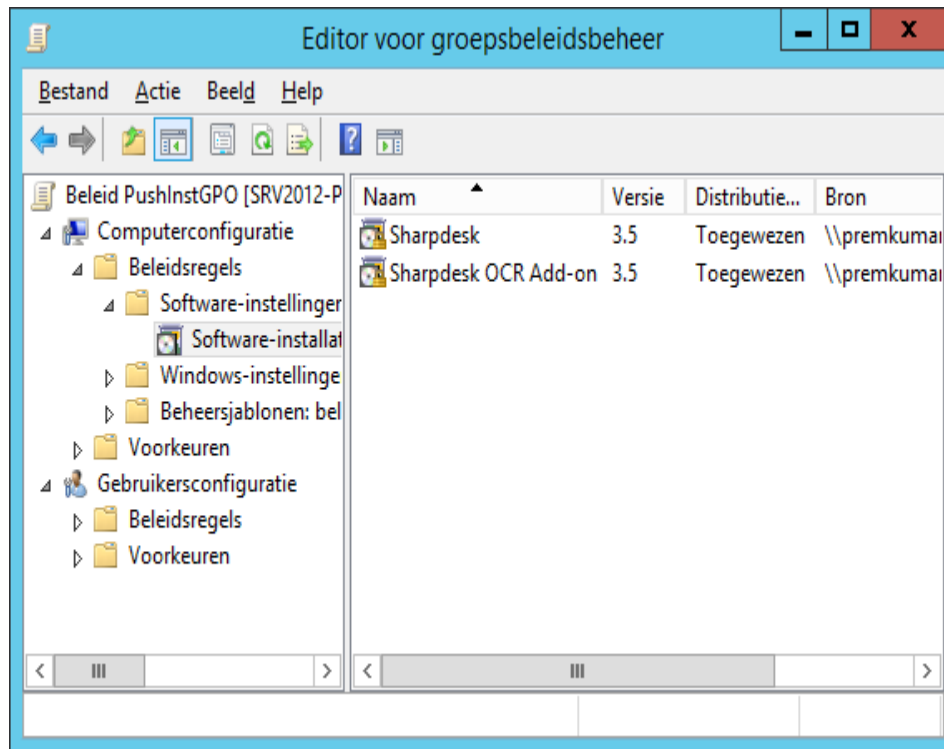 Editor voor groepsbeleidsbeheer
Bestand Actie Beeld Help
Beleid PushInstGPO [SRV2012-P
Computerconfiguratie
Beleidsregels
Software-instellinger
Software-installat
Windows-instellinge
Beheersjablonen: bel
Voorkeuren
Gebruikersconfiguratie
Beleidsregels
Voorkeuren
Naam Versie Distributie... Bron
Sharpdesk 3.5 Toegewezen \\premkumar
Sharpdesk OCR Add-on 3.5 Toegewezen \\premkumar